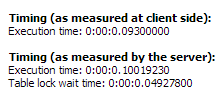 Timing (as measured at client side):
Execution time: 0:00:0.09300000
Timing (as measured by the server):
Execution time: 0:00:0.10019230
Table lock wait time: 0:00:0.04927800